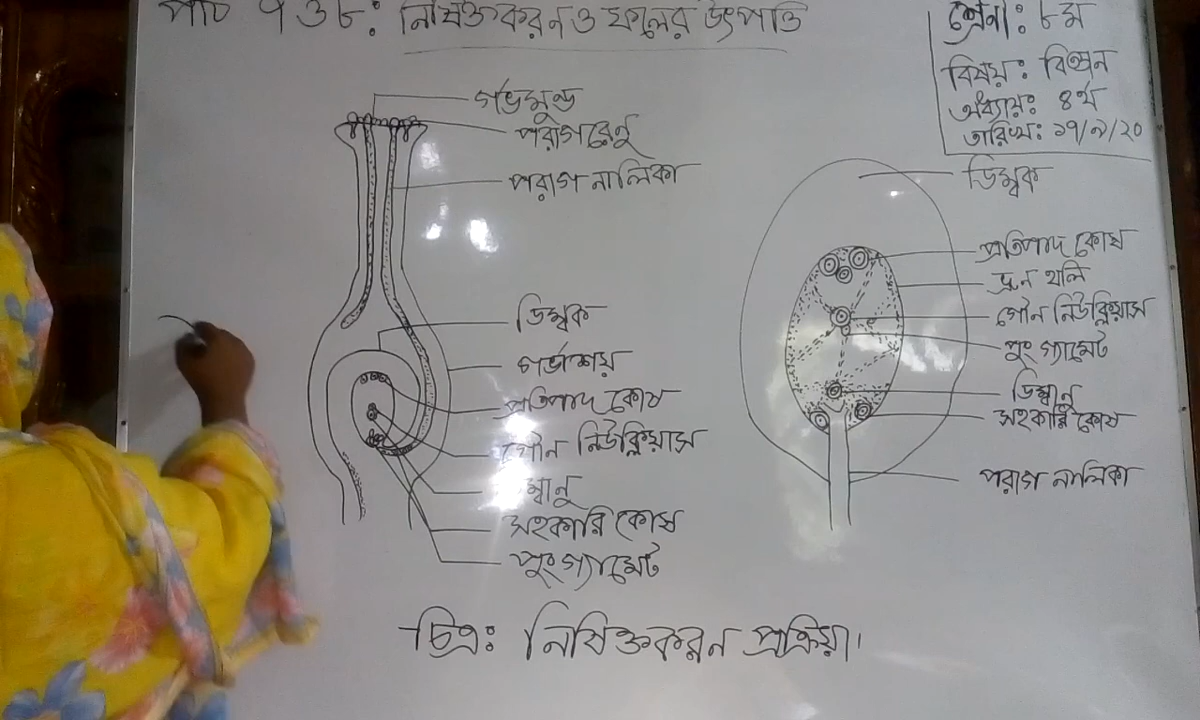 পাঠ ৭ ও ৮: নিষিক্তকরন ও ফলের উৎপত্তি
শ্রেনী: ৮ম
বিষয়: বিজ্ঞান
অধ্যায়: ৪র্থ
তারিখ: ১৭/৯/২০
গর্ভমুন্ড
পরাগরেনু
পরাগ নালিকা
ডিম্বক
গর্ভাশয়
প্রতিপাদ কোষ
গৌন নিউক্লিয়াস
ম্বানু
সহকারি কোষ
পুংগ্যামেট
ডিম্বক
প্রতিপাদ কোষ
ভ্রুন থলি
গৌন নিউক্লিয়াস
পুং গ্যামেট
ডিম্বানু
সহকারি কোষ
পরাগ নালিকা
চিত্র: নিষিক্তকরন প্রক্রিয়া।